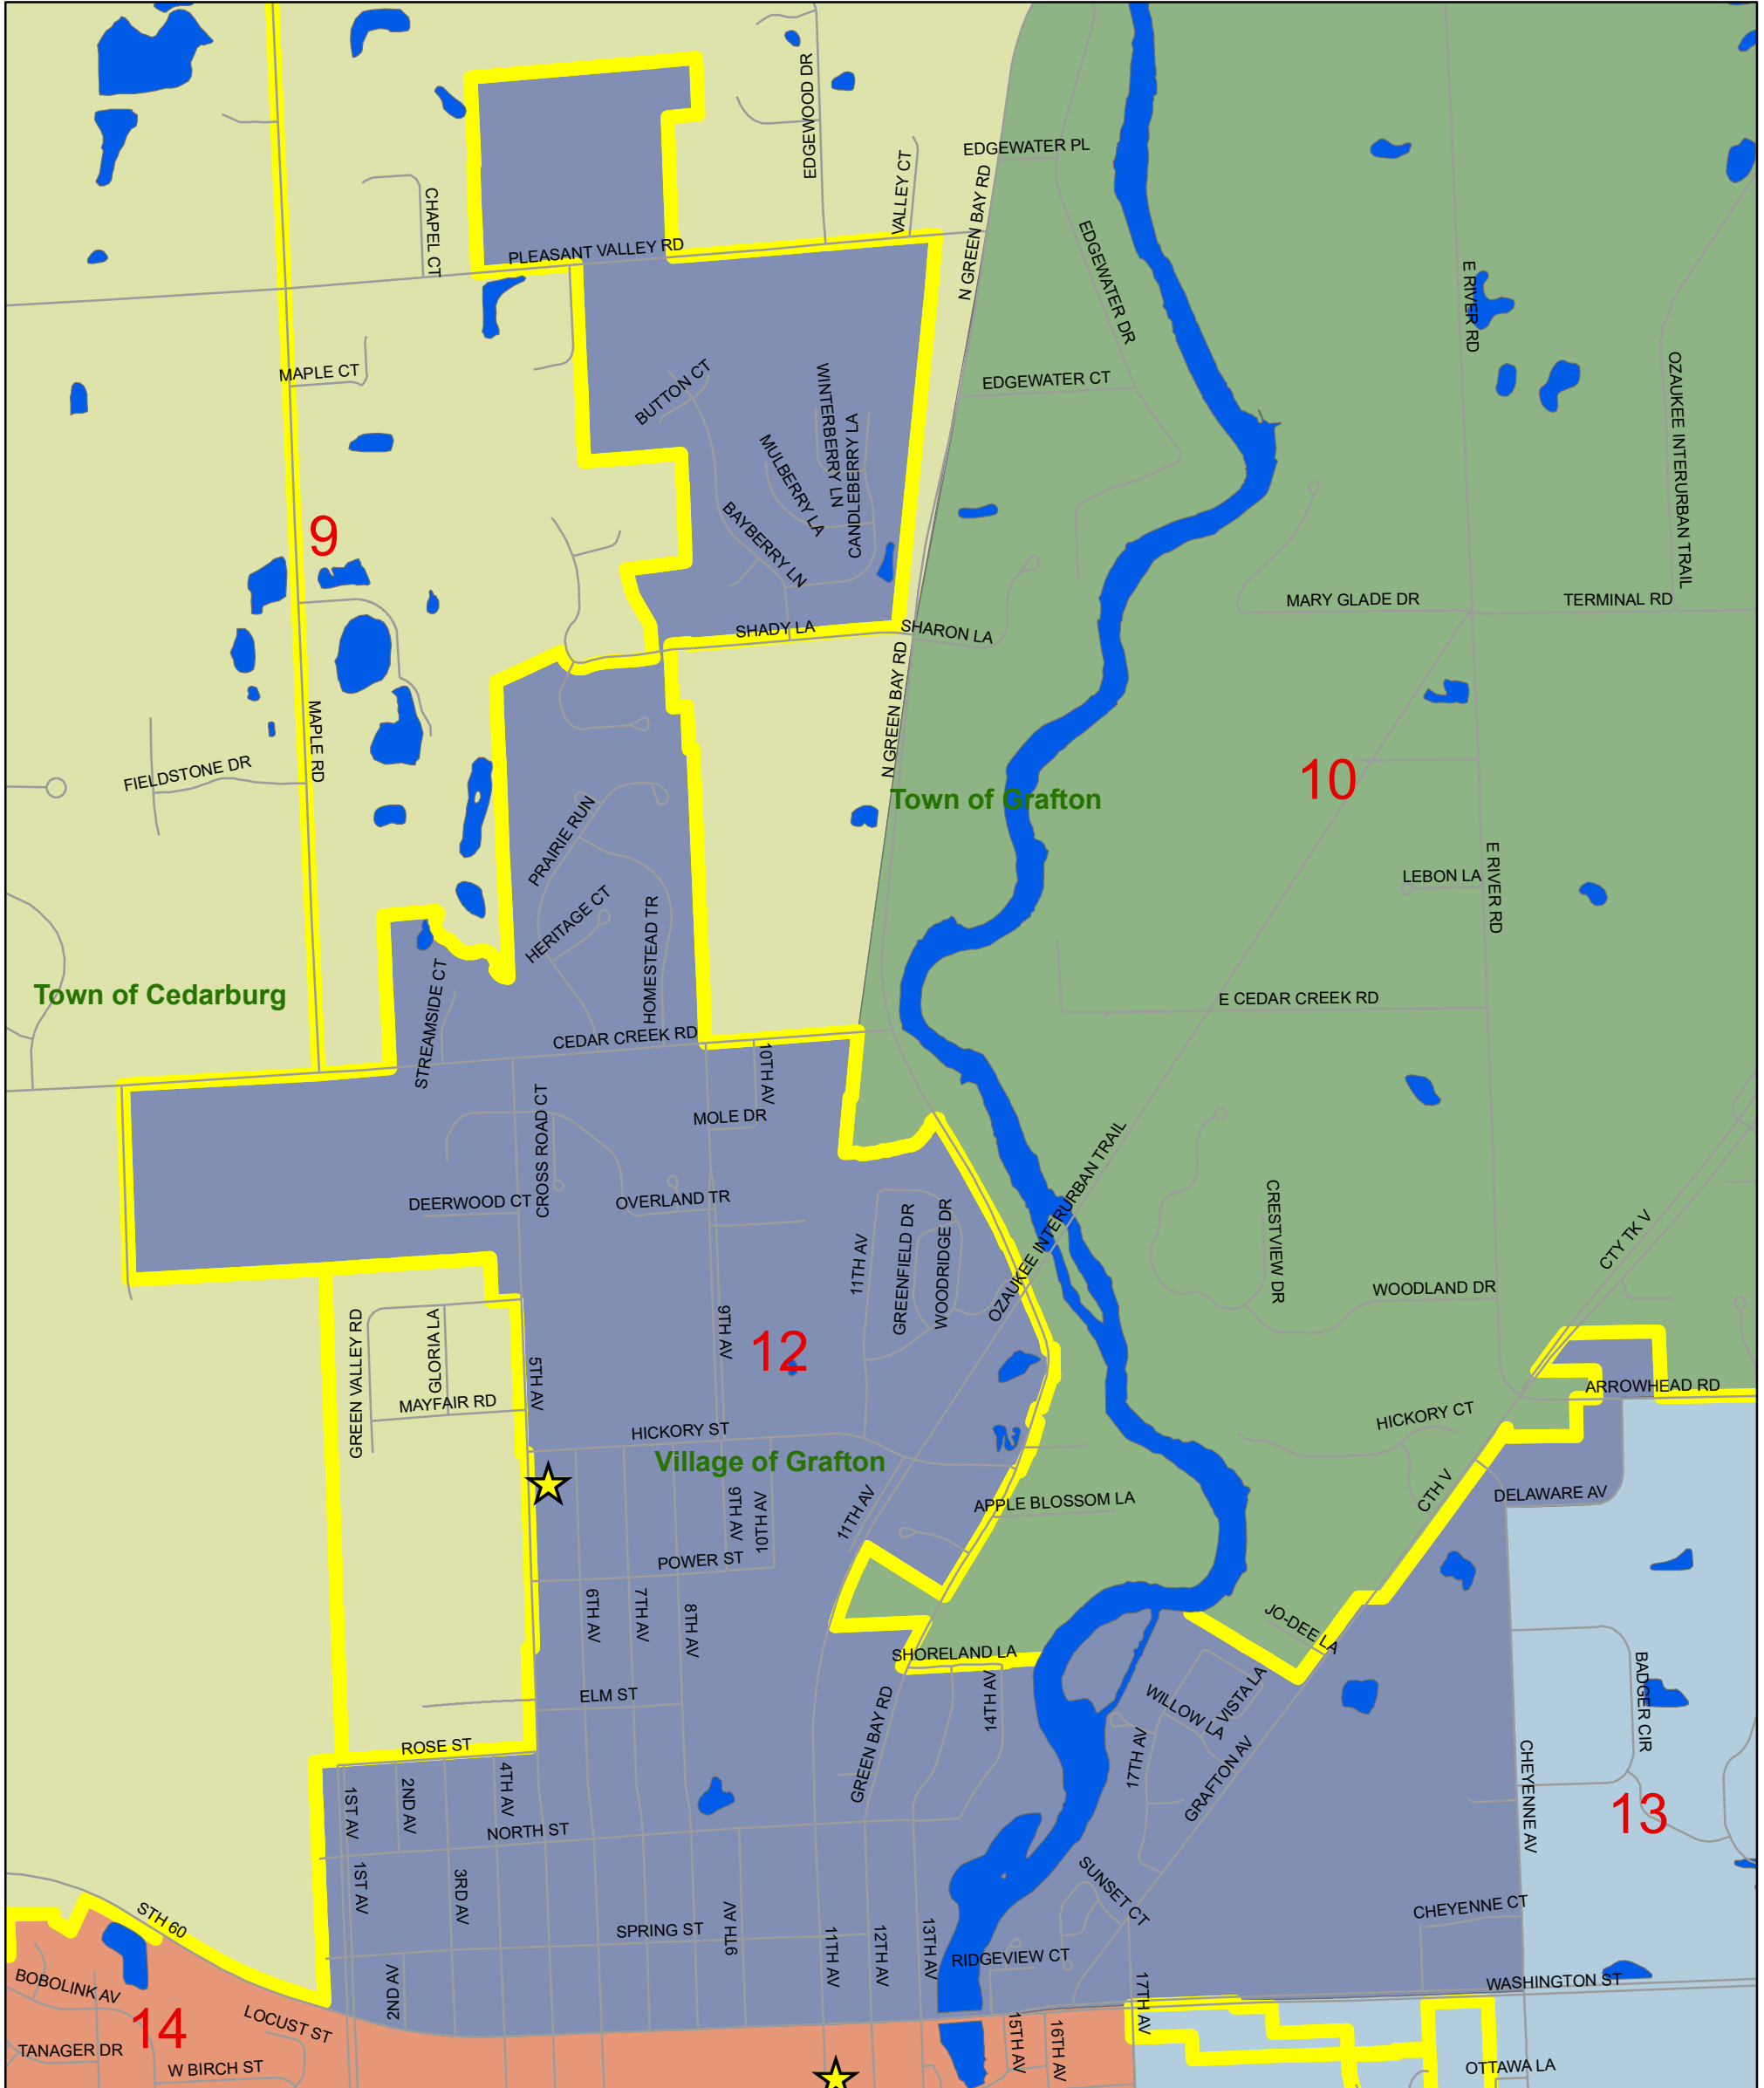 EDGEWOOD DR
VALLEY CT
EDGEWATER PL
N GREEN BAY RD
CHAPEL CT
PLEASANT VALLEY RD
EDGEWATER DR
E RIVER RD
OZAUKEE INTERURBAN TRAIL
MAPLE CT
BUTTON CT
WINTERBERRY LN
CANDLEBERRY LA
MULBERRY LA
BAYBERRY LN
EDGEWATER CT
9
MARY GLADE DR
TERMINAL RD
SHADY LA
SHARON LA
N GREEN BAY RD
MAPLE RD
FIELDSTONE DR
10
Town of Grafton
PRAIRIE RUN
HERITAGE CT
HOMESTEAD TR
LEBON LA
E RIVER RD
Town of Cedarburg
STREAMSIDE CT
CEDAR CREEK RD
E CEDAR CREEK RD
10TH AV
MOLE DR
CROSS ROAD CT
DEERWOOD CT
OVERLAND TR
OZAUKEE INTERURBAN TRAIL
11TH AV
GREENFIELD DR
WOODRIDGE DR
CRESTVIEW DR
CTY TK V
WOODLAND DR
GREEN VALLEY RD
GLORIA LA
MAYFAIR RD
5TH AV
9TH AV
12
ARROWHEAD RD
HICKORY CT
HICKORY ST
Village of Grafton
9TH AV
10TH AV
11TH AV
APPLE BLOSSOM LA
CTH V
DELAWARE AV
POWER ST
6TH AV
7TH AV
8TH AV
JO-DEE LA
SHORELAND LA
14TH AV
WILLOW LA
VISTA LA
BADGER CIR
ELM ST
ROSE ST
GREEN BAY RD
17TH AV
GRAFTON AV
CHEYENNE AV
13
1ST AV
2ND AV
4TH AV
NORTH ST
1ST AV
3RD AV
SUNSET CT
CHEYENNE CT
STH 60
SPRING ST
9TH AV
11TH AV
12TH AV
13TH AV
RIDGEVIEW CT
2ND AV
17TH AV
WASHINGTON ST
BOBOLINK AV
14
LOCUST ST
TANAGER DR
W BIRCH ST
15TH AV
16TH AV
OTTAWA LA